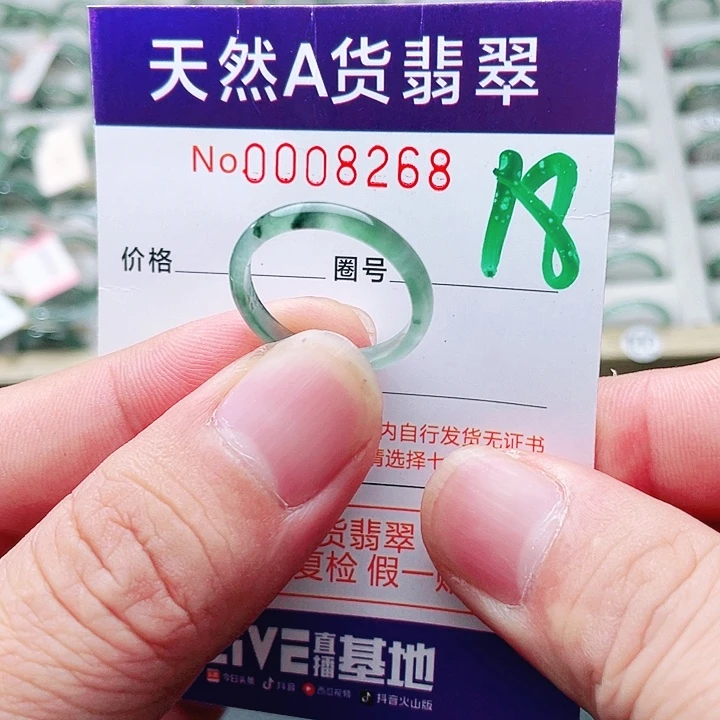 天然A货翡翠
No.0008268
18
价格 圈号
内自行发货无证书
请选择十
货翡翠
复检 假一
LIVE直播基地
今日头条 抖音 西瓜视频 抖音火山版